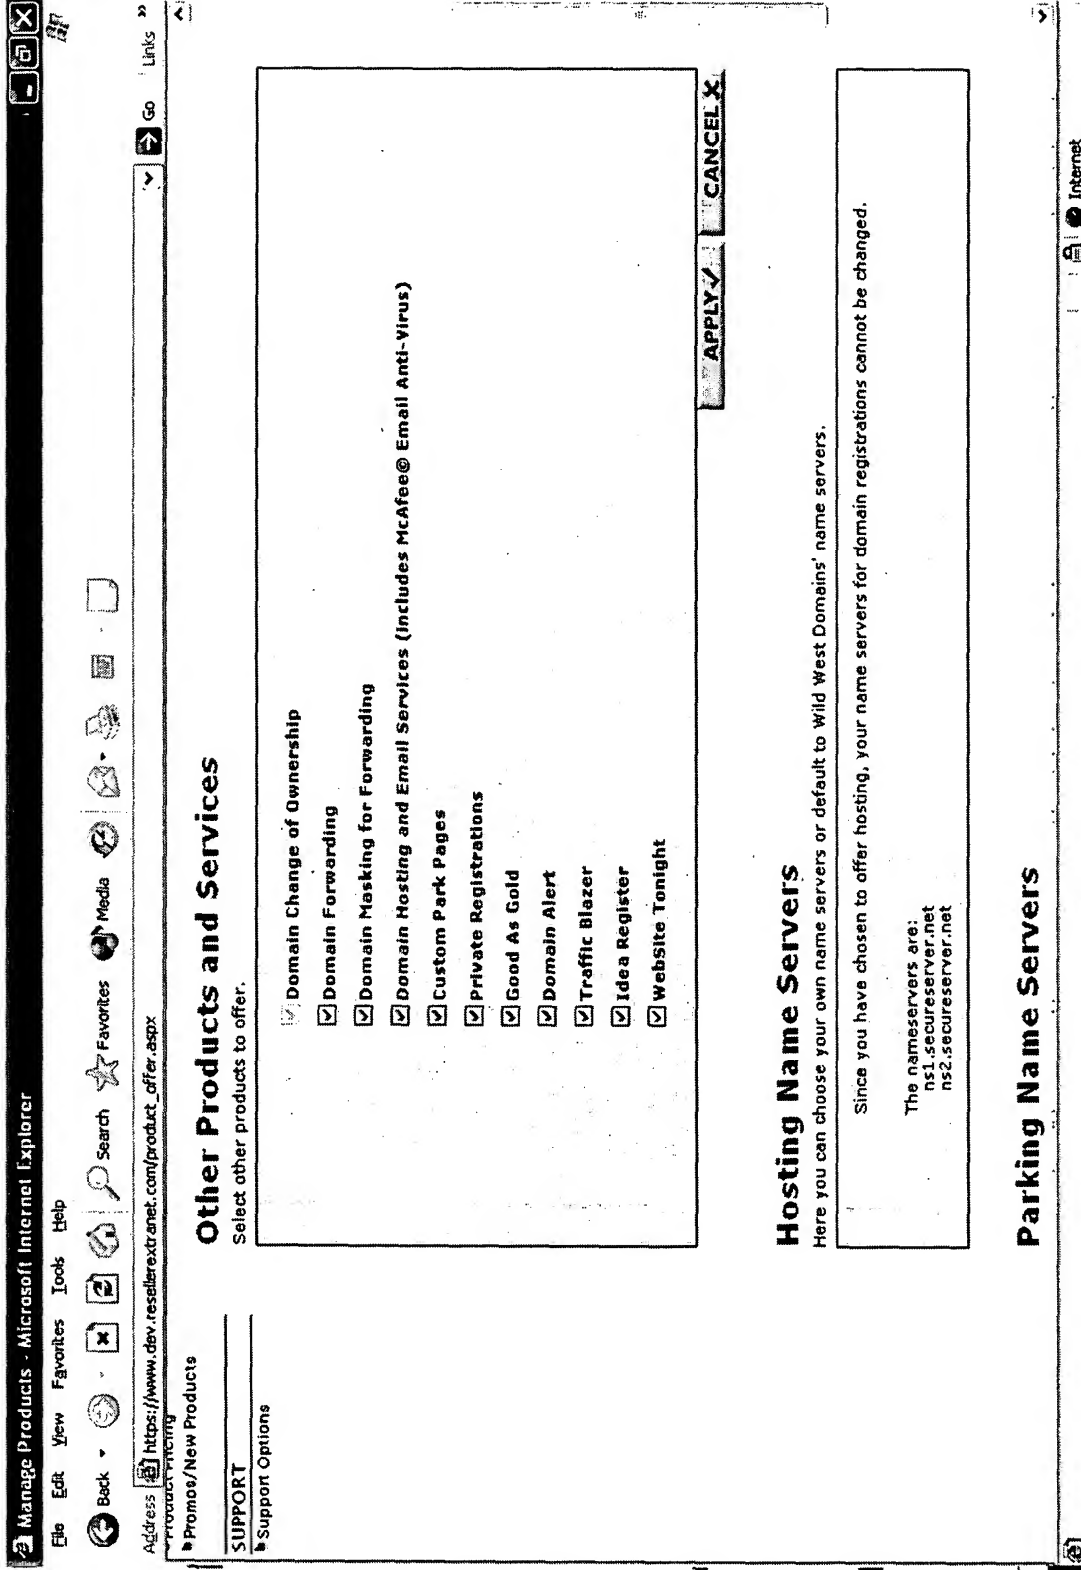 Manage Products - Microsoft Internet Explorer
File Edit View Favorites Tools Help
Back Search Favorites Media
Address https://www.dev.resellerextranet.com/product_offer.aspx Go Links »
Product Pricing
Promos/New Products
SUPPORT
Support Options
Other Products and Services
Select other products to offer.
Domain Change of Ownership
Domain Forwarding
Domain Masking for Forwarding
Domain Hosting and Email Services (includes McAfee© Email Anti-Virus)
Custom Park Pages
Private Registrations
Good As Gold
Domain Alert
Traffic Blazer
Idea Register
WebSite Tonight
APPLY CANCEL
Hosting Name Servers
Here you can choose your own name servers or default to Wild West Domains' name servers.
Since you have chosen to offer hosting, your name servers for domain registrations cannot be changed.
The nameservers are:
ns1.secureserver.net
ns2.secureserver.net
Parking Name Servers
Internet